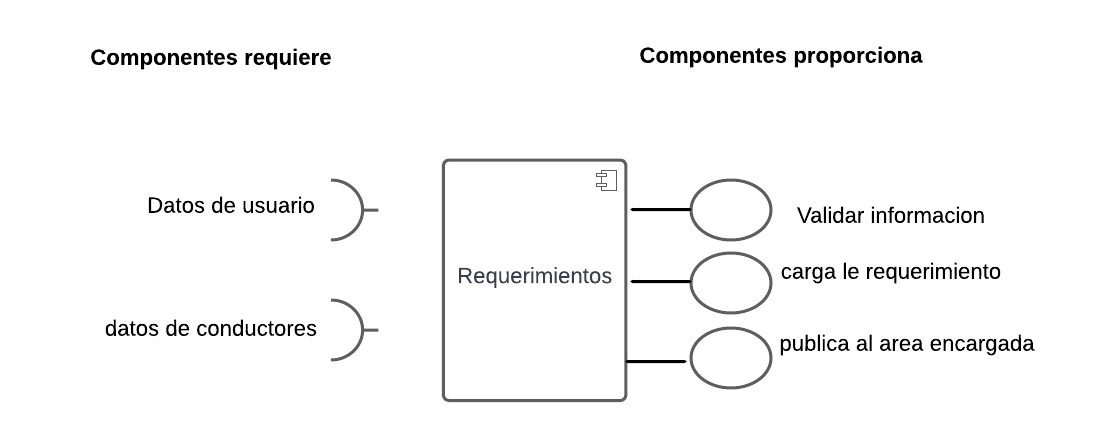 Componentes requiere
Componentes proporciona
Datos de usuario
Validar informacion
Requerimientos
carga le requerimiento
datos de conductores
publica al area encargada